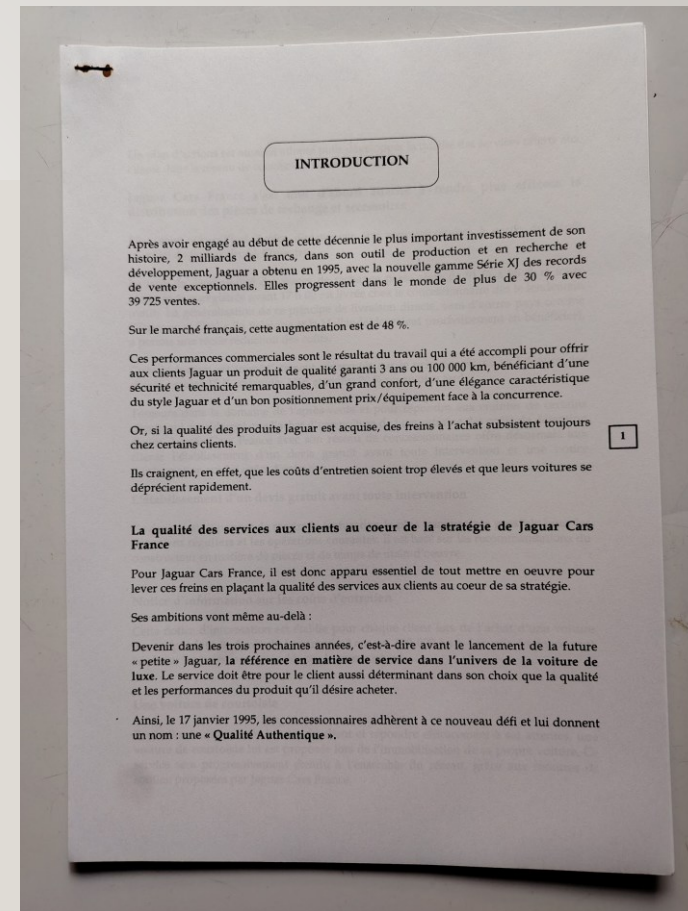 INTRODUCTION
Après avoir engagé au début de cette décennie le plus important investissement de son
histoire, 2 milliards de francs, dans son outil de production et en recherche et
développement, Jaguar a obtenu en 1995, avec la nouvelle gamme Série XJ des records
de vente exceptionnels. Elles progressent dans le monde de plus de 30 % avec
39 725 ventes.
Sur le marché français, cette augmentation est de 48 %.
Ces performances commerciales sont le résultat du travail qui a été accompli pour offrir
aux clients Jaguar un produit de qualité garanti 3 ans ou 100 000 km, bénéficiant d'une
sécurité et technicité remarquables, d'un grand confort, d'une élégance caractéristique
du style Jaguar et d'un bon positionnement prix/équipement face à la concurrence.
Or, si la qualité des produits Jaguar est acquise, des freins à l'achat subsistent toujours
chez certains clients.
1
Ils craignent, en effet, que les coûts d'entretien soient trop élevés et que leurs voitures se
déprécient rapidement.
La qualité des services aux clients au coeur de la stratégie de Jaguar Cars
France
Pour Jaguar Cars France, il est donc apparu essentiel de tout mettre en oeuvre pour
lever ces freins en plaçant la qualité des services aux clients au coeur de sa stratégie.
Ses ambitions vont même au-delà :
Devenir dans les trois prochaines années, c'est-à-dire avant le lancement de la future
« petite » Jaguar, la référence en matière de service dans l'univers de la voiture de
luxe. Le service doit être pour le client aussi déterminant dans son choix que la qualité
et les performances du produit qu'il désire acheter.
Ainsi, le 17 janvier 1995, les concessionnaires adhèrent à ce nouveau défi et lui donnent
un nom : une « Qualité Authentique ».